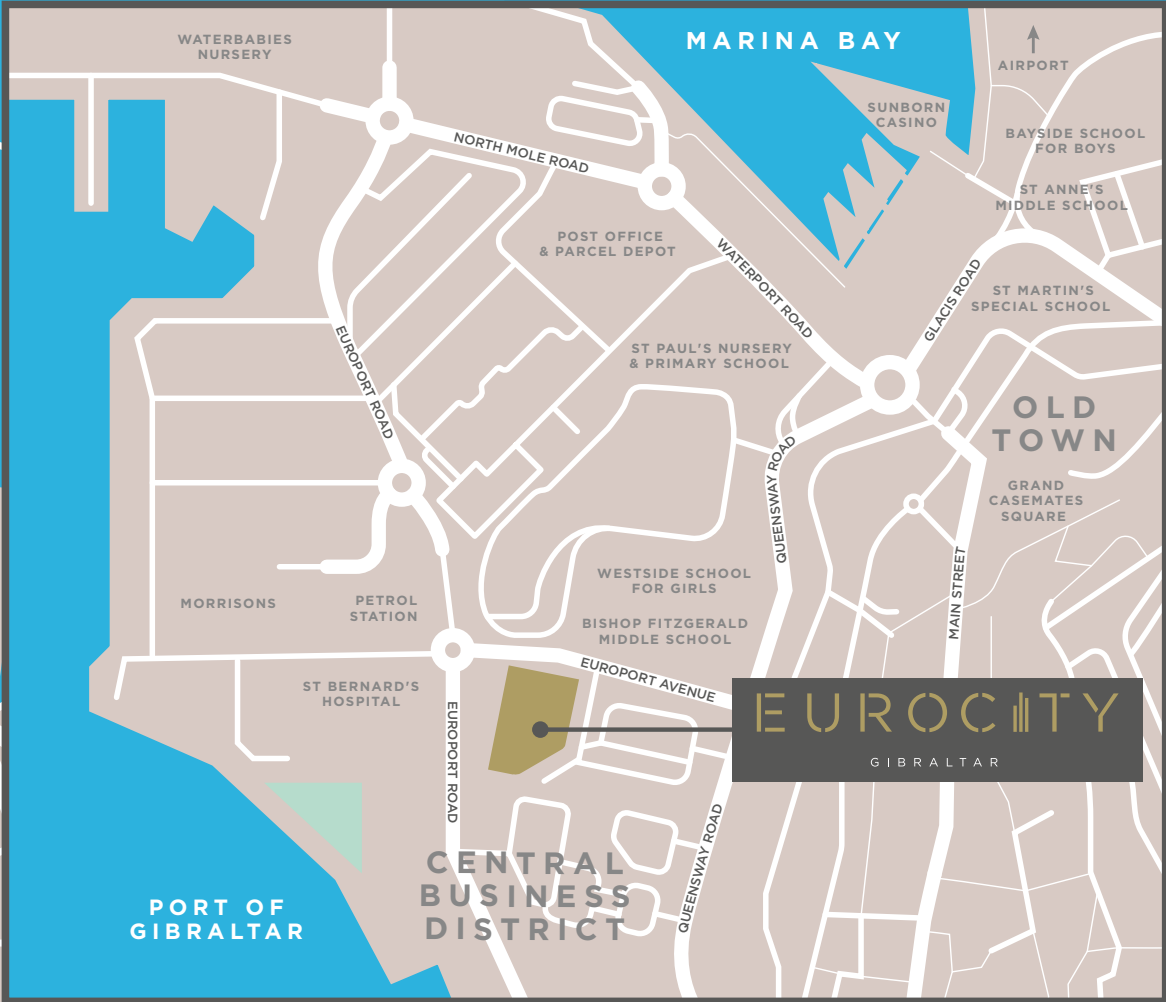 MARINA BAY
WATERBABIES
NURSERY
AIRPORT
SUNBORN
CASINO
BAYSIDE SCHOOL
FOR BOYS
NORTH MOLE ROAD
ST ANNE'S
MIDDLE SCHOOL
POST OFFICE
& PARCEL DEPOT
WATERPORT ROAD
GLACIS ROAD
ST MARTIN'S
SPECIAL SCHOOL
EUROPORT ROAD
ST PAUL'S NURSERY
& PRIMARY SCHOOL
OLD
TOWN
QUEENSWAY ROAD
GRAND
CASEMATES
SQUARE
MAIN STREET
WESTSIDE SCHOOL
FOR GIRLS
MORRISONS
PETROL
STATION
BISHOP FITZGERALD
MIDDLE SCHOOL
EUROPORT AVENUE
ST BERNARD'S
HOSPITAL
EUROCITY
GIBRALTAR
EUROPORT ROAD
QUEENSWAY ROAD
CENTRAL
BUSINESS
DISTRICT
PORT OF
GIBRALTAR